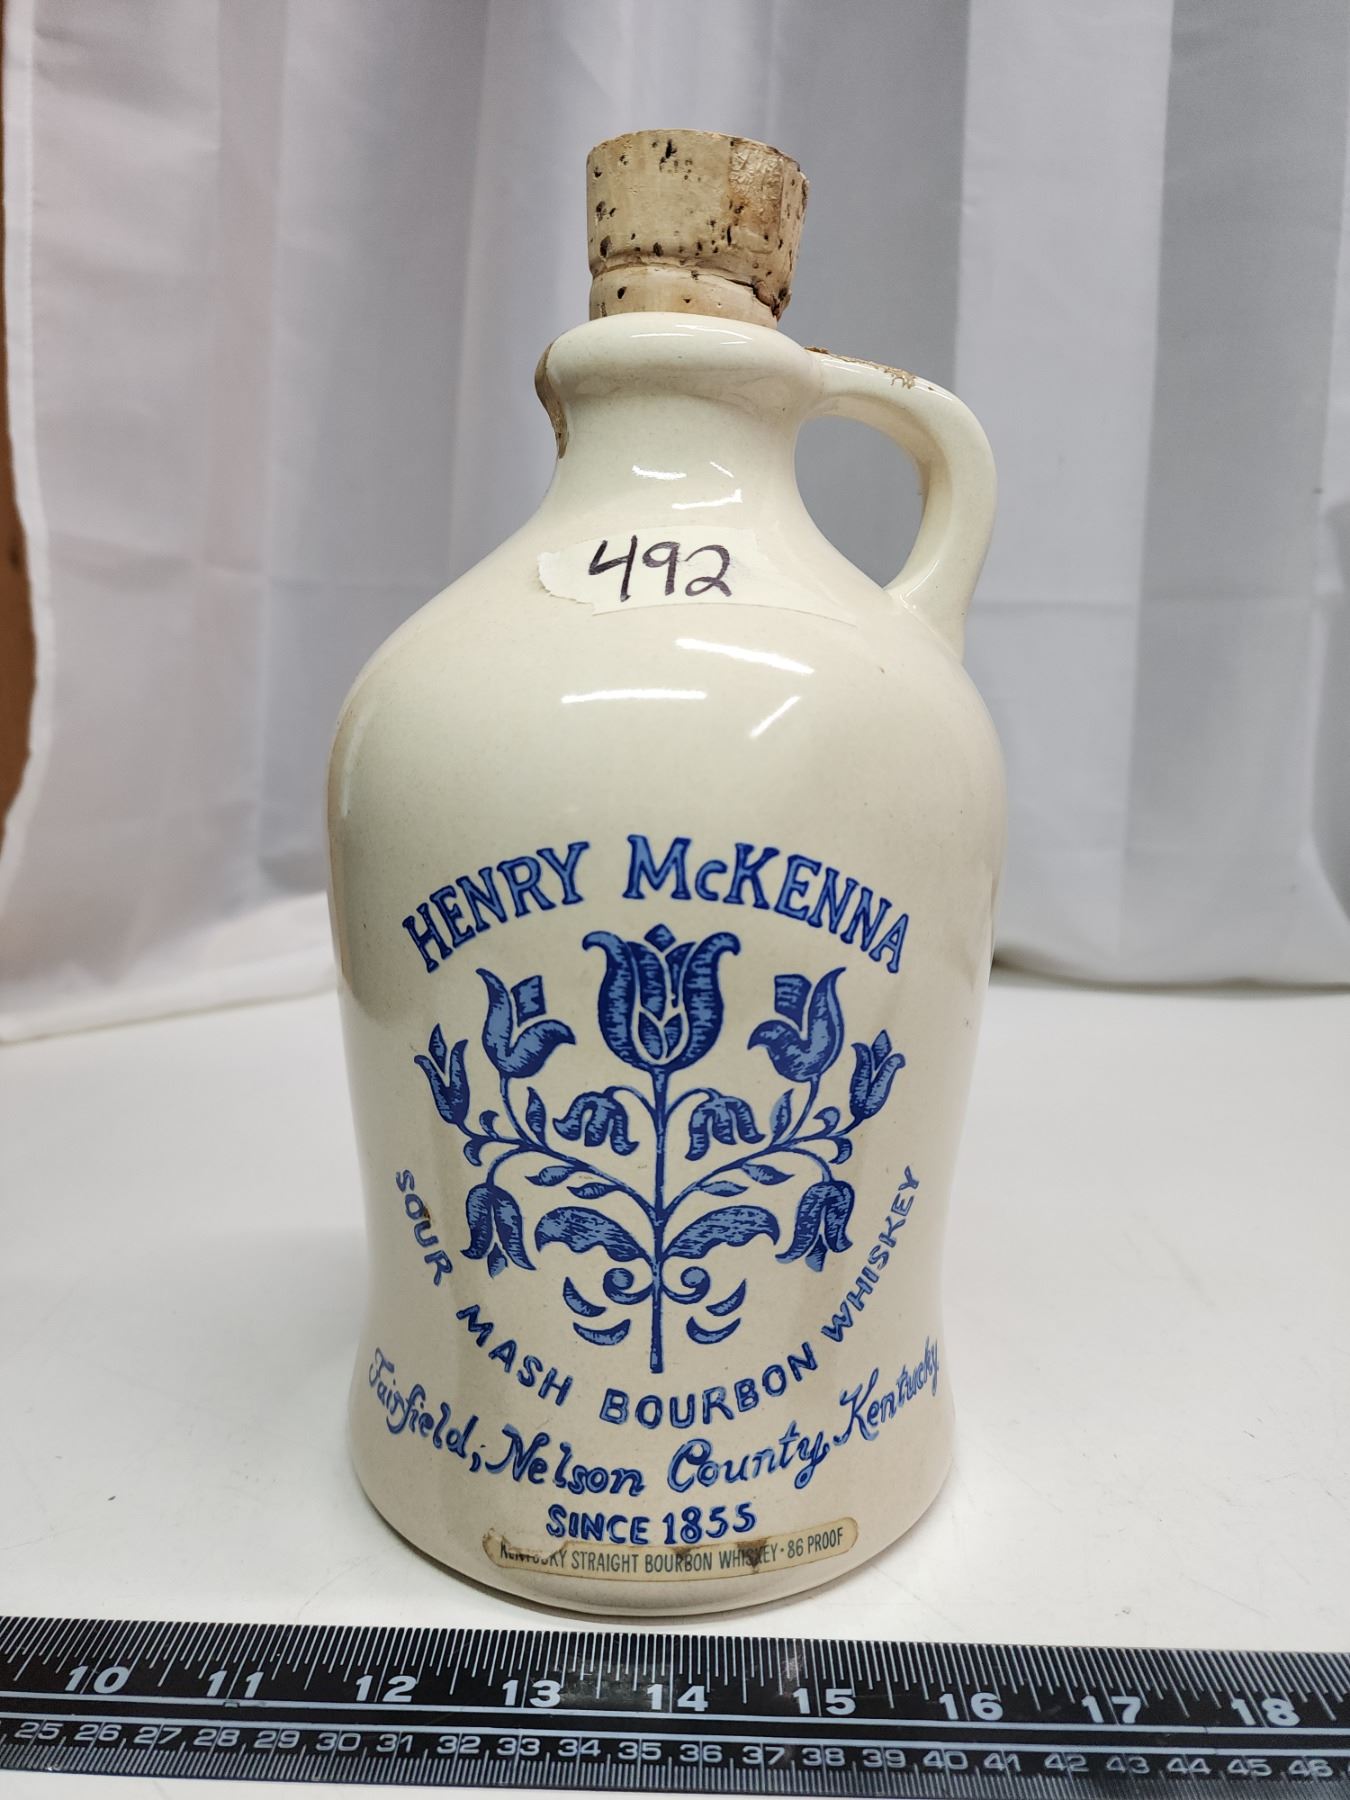 492
HENRY McKENNA
SOUR MASH BOURBON WHISKEY
Fairfield, Nelson County, Kentucky
SINCE 1855
KENTUCKY STRAIGHT BOURBON WHISKEY · 86 PROOF
10 11 12 13 14 15 16 17 18
25 26 27 28 29 30 31 32 33 34 35 36 37 38 39 40 41 42 43 44 45 46